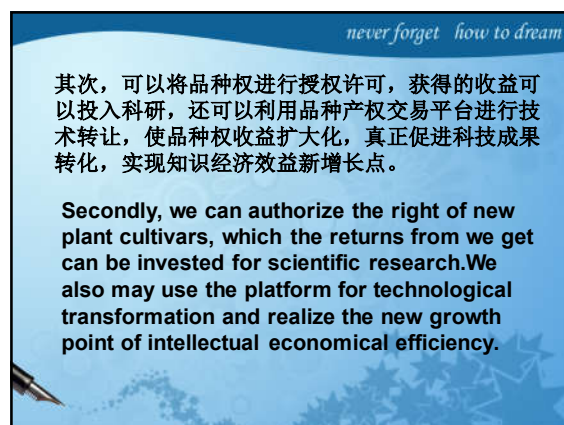 never forget how to dream
其次，可以将品种权进行授权许可，获得的收益可
以投入科研，还可以利用品种产权交易平台进行技
术转让，使品种权收益扩大化，真正促进科技成果
转化，实现知识经济效益新增长点。
Secondly, we can authorize the right of new
plant cultivars, which the returns from we get
can be invested for scientific research.We
also may use the platform for technological
transformation and realize the new growth
point of intellectual economical efficiency.